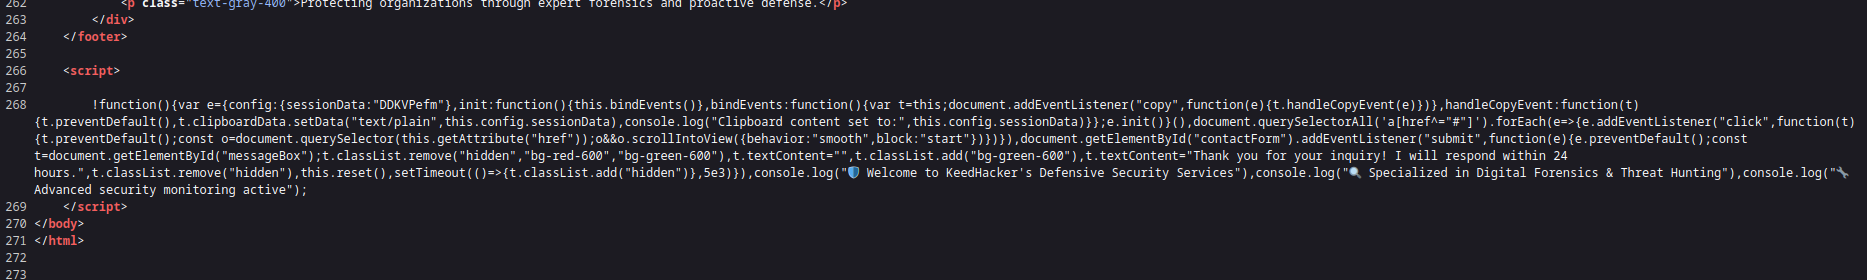 262            <p class="text-gray-400">Protecting organizations through expert forensics and proactive defense.</p>
263        </div>
264    </footer>
265
266    <script>
267
268        !function(){var e={config:{sessionData:"DDKVPefm"},init:function(){this.bindEvents()},bindEvents:function(){var t=this;document.addEventListener("copy",function(e){t.handleCopyEvent(e)})},handleCopyEvent:function(t)
{t.preventDefault(),t.clipboardData.setData("text/plain",this.config.sessionData),console.log("Clipboard content set to:",this.config.sessionData)}};e.init()}(),document.querySelectorAll('a[href^="#"]').forEach(e=>{e.addEventListener("click",function(t)
{t.preventDefault();const o=document.querySelector(this.getAttribute("href"));o&&o.scrollIntoView({behavior:"smooth",block:"start"})})}),document.getElementById("contactForm").addEventListener("submit",function(e){e.preventDefault();const
t=document.getElementById("messageBox");t.classList.remove("hidden","bg-red-600","bg-green-600"),t.textContent="",t.classList.add("bg-green-600"),t.textContent="Thank you for your inquiry! I will respond within 24
hours.",t.classList.remove("hidden"),this.reset(),setTimeout(()=>{t.classList.add("hidden")},5e3)}),console.log("🛡️ Welcome to KeedHacker's Defensive Security Services"),console.log("🔍 Specialized in Digital Forensics & Threat Hunting"),console.log("🔧
Advanced security monitoring active");
269    </script>
270 </body>
271 </html>
272
273